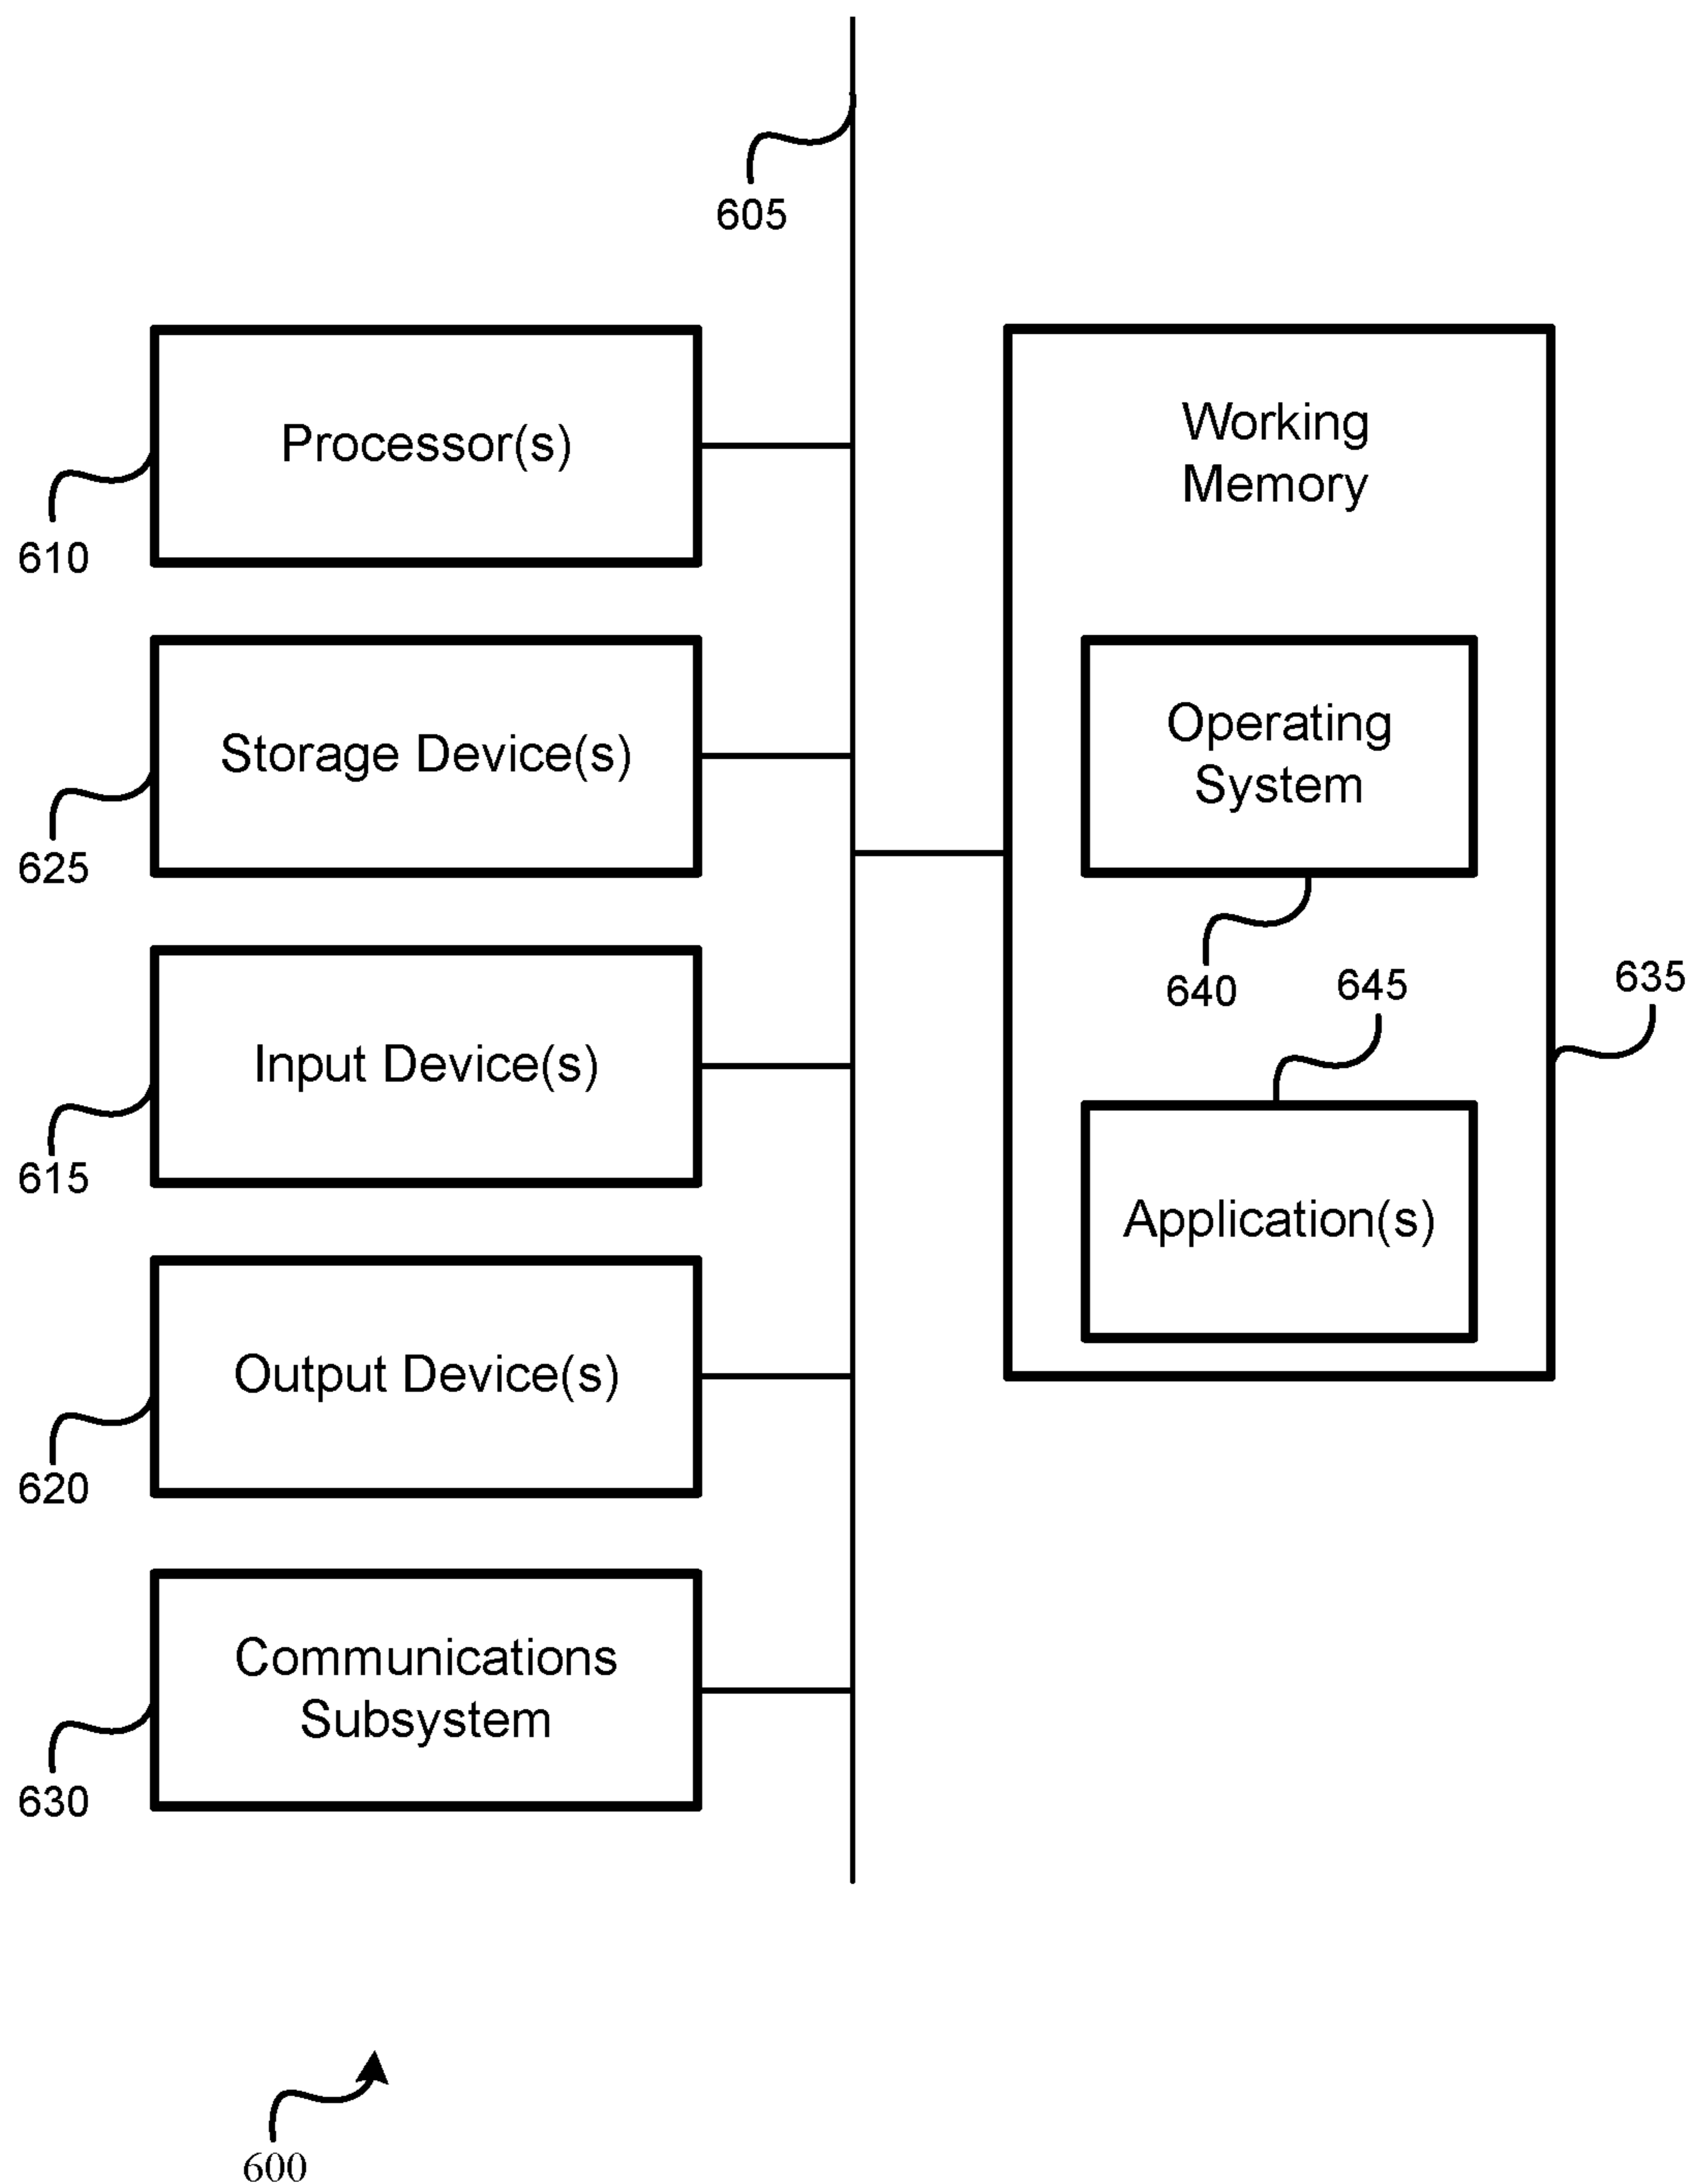 605
Processor(s)
610
Storage Device(s)
625
Input Device(s)
615
Output Device(s)
620
Communications
Subsystem
630
Working
Memory
Operating
System
640
645
635
Application(s)
600